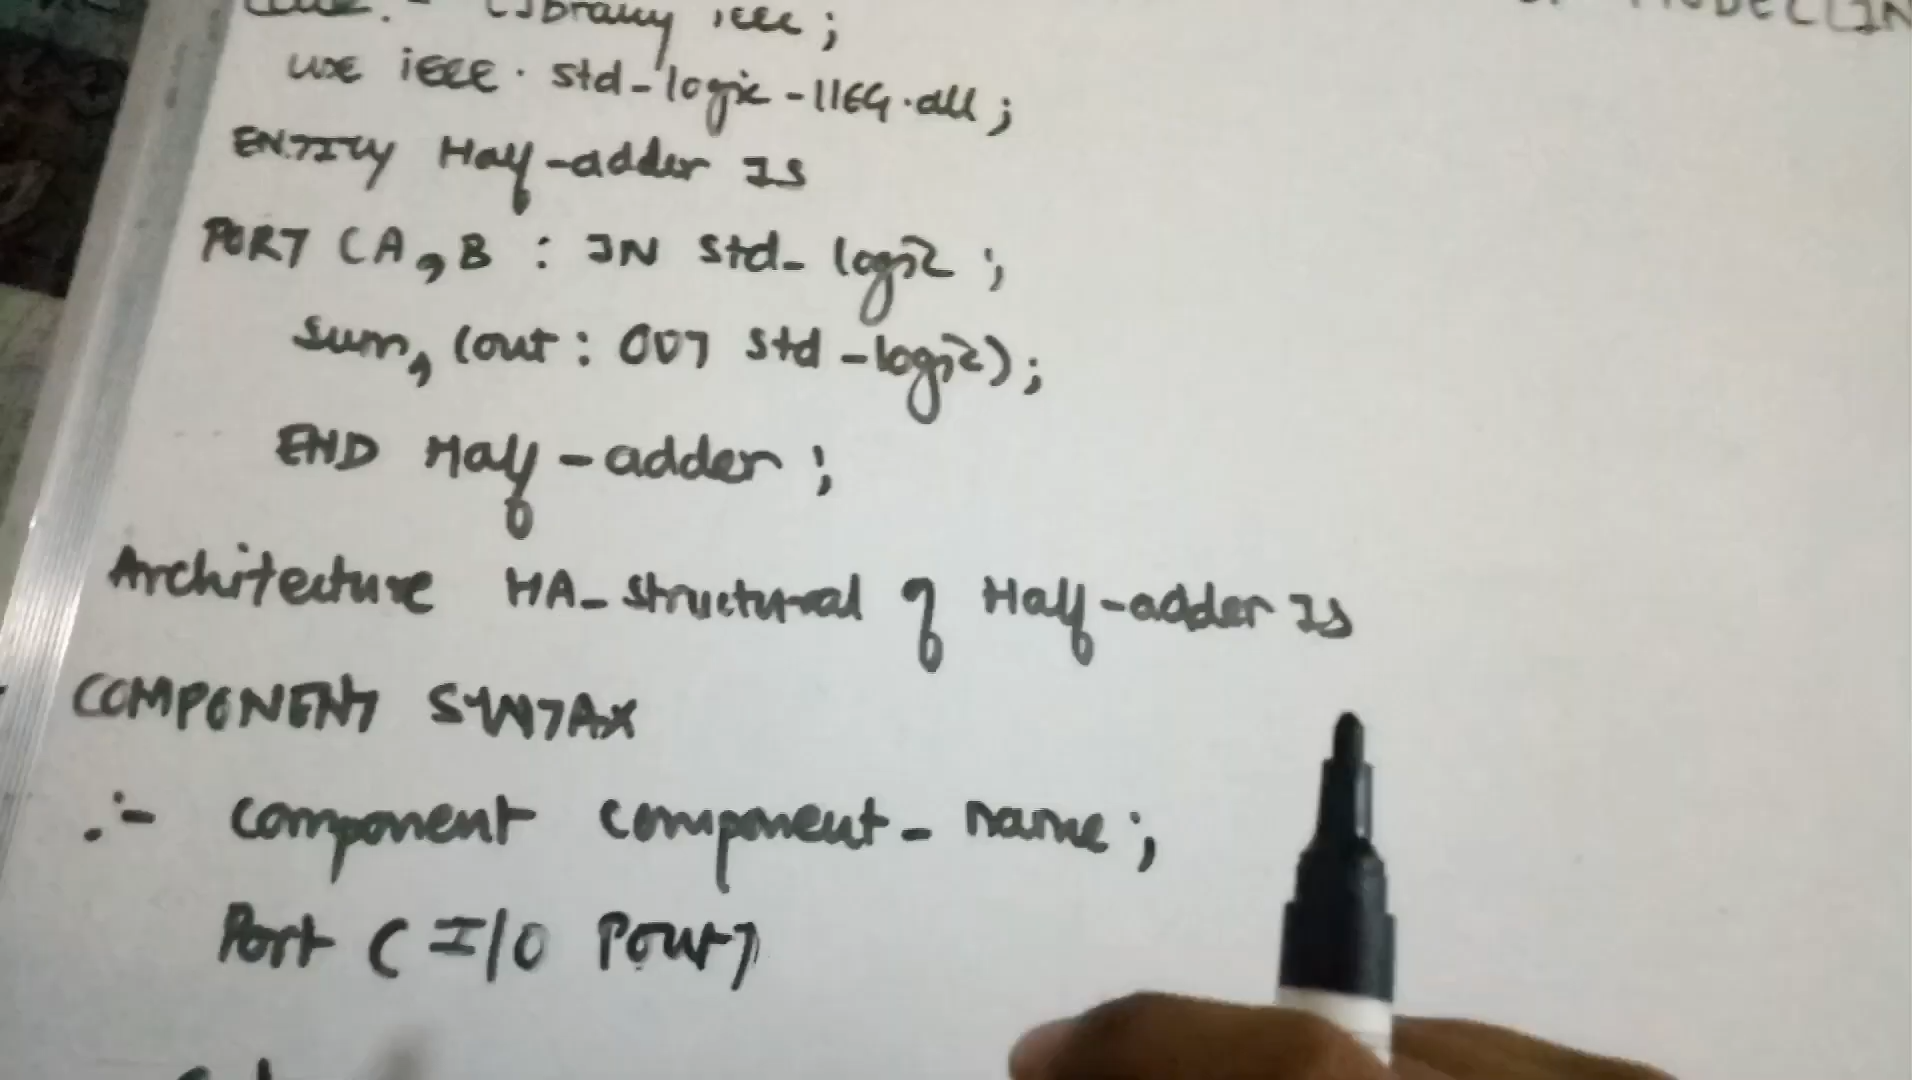 Code:- Library ieee;
use ieee.std-logic-1164.all;
ENTITY Half-adder IS
PORT (A,B : IN std-logic;
Sum, Cout : OUT std-logic);
END Half-adder;
Architecture HA-structural of Half-adder IS
COMPONENT SYNTAX
:- component component-name;
Port (I/O Port)